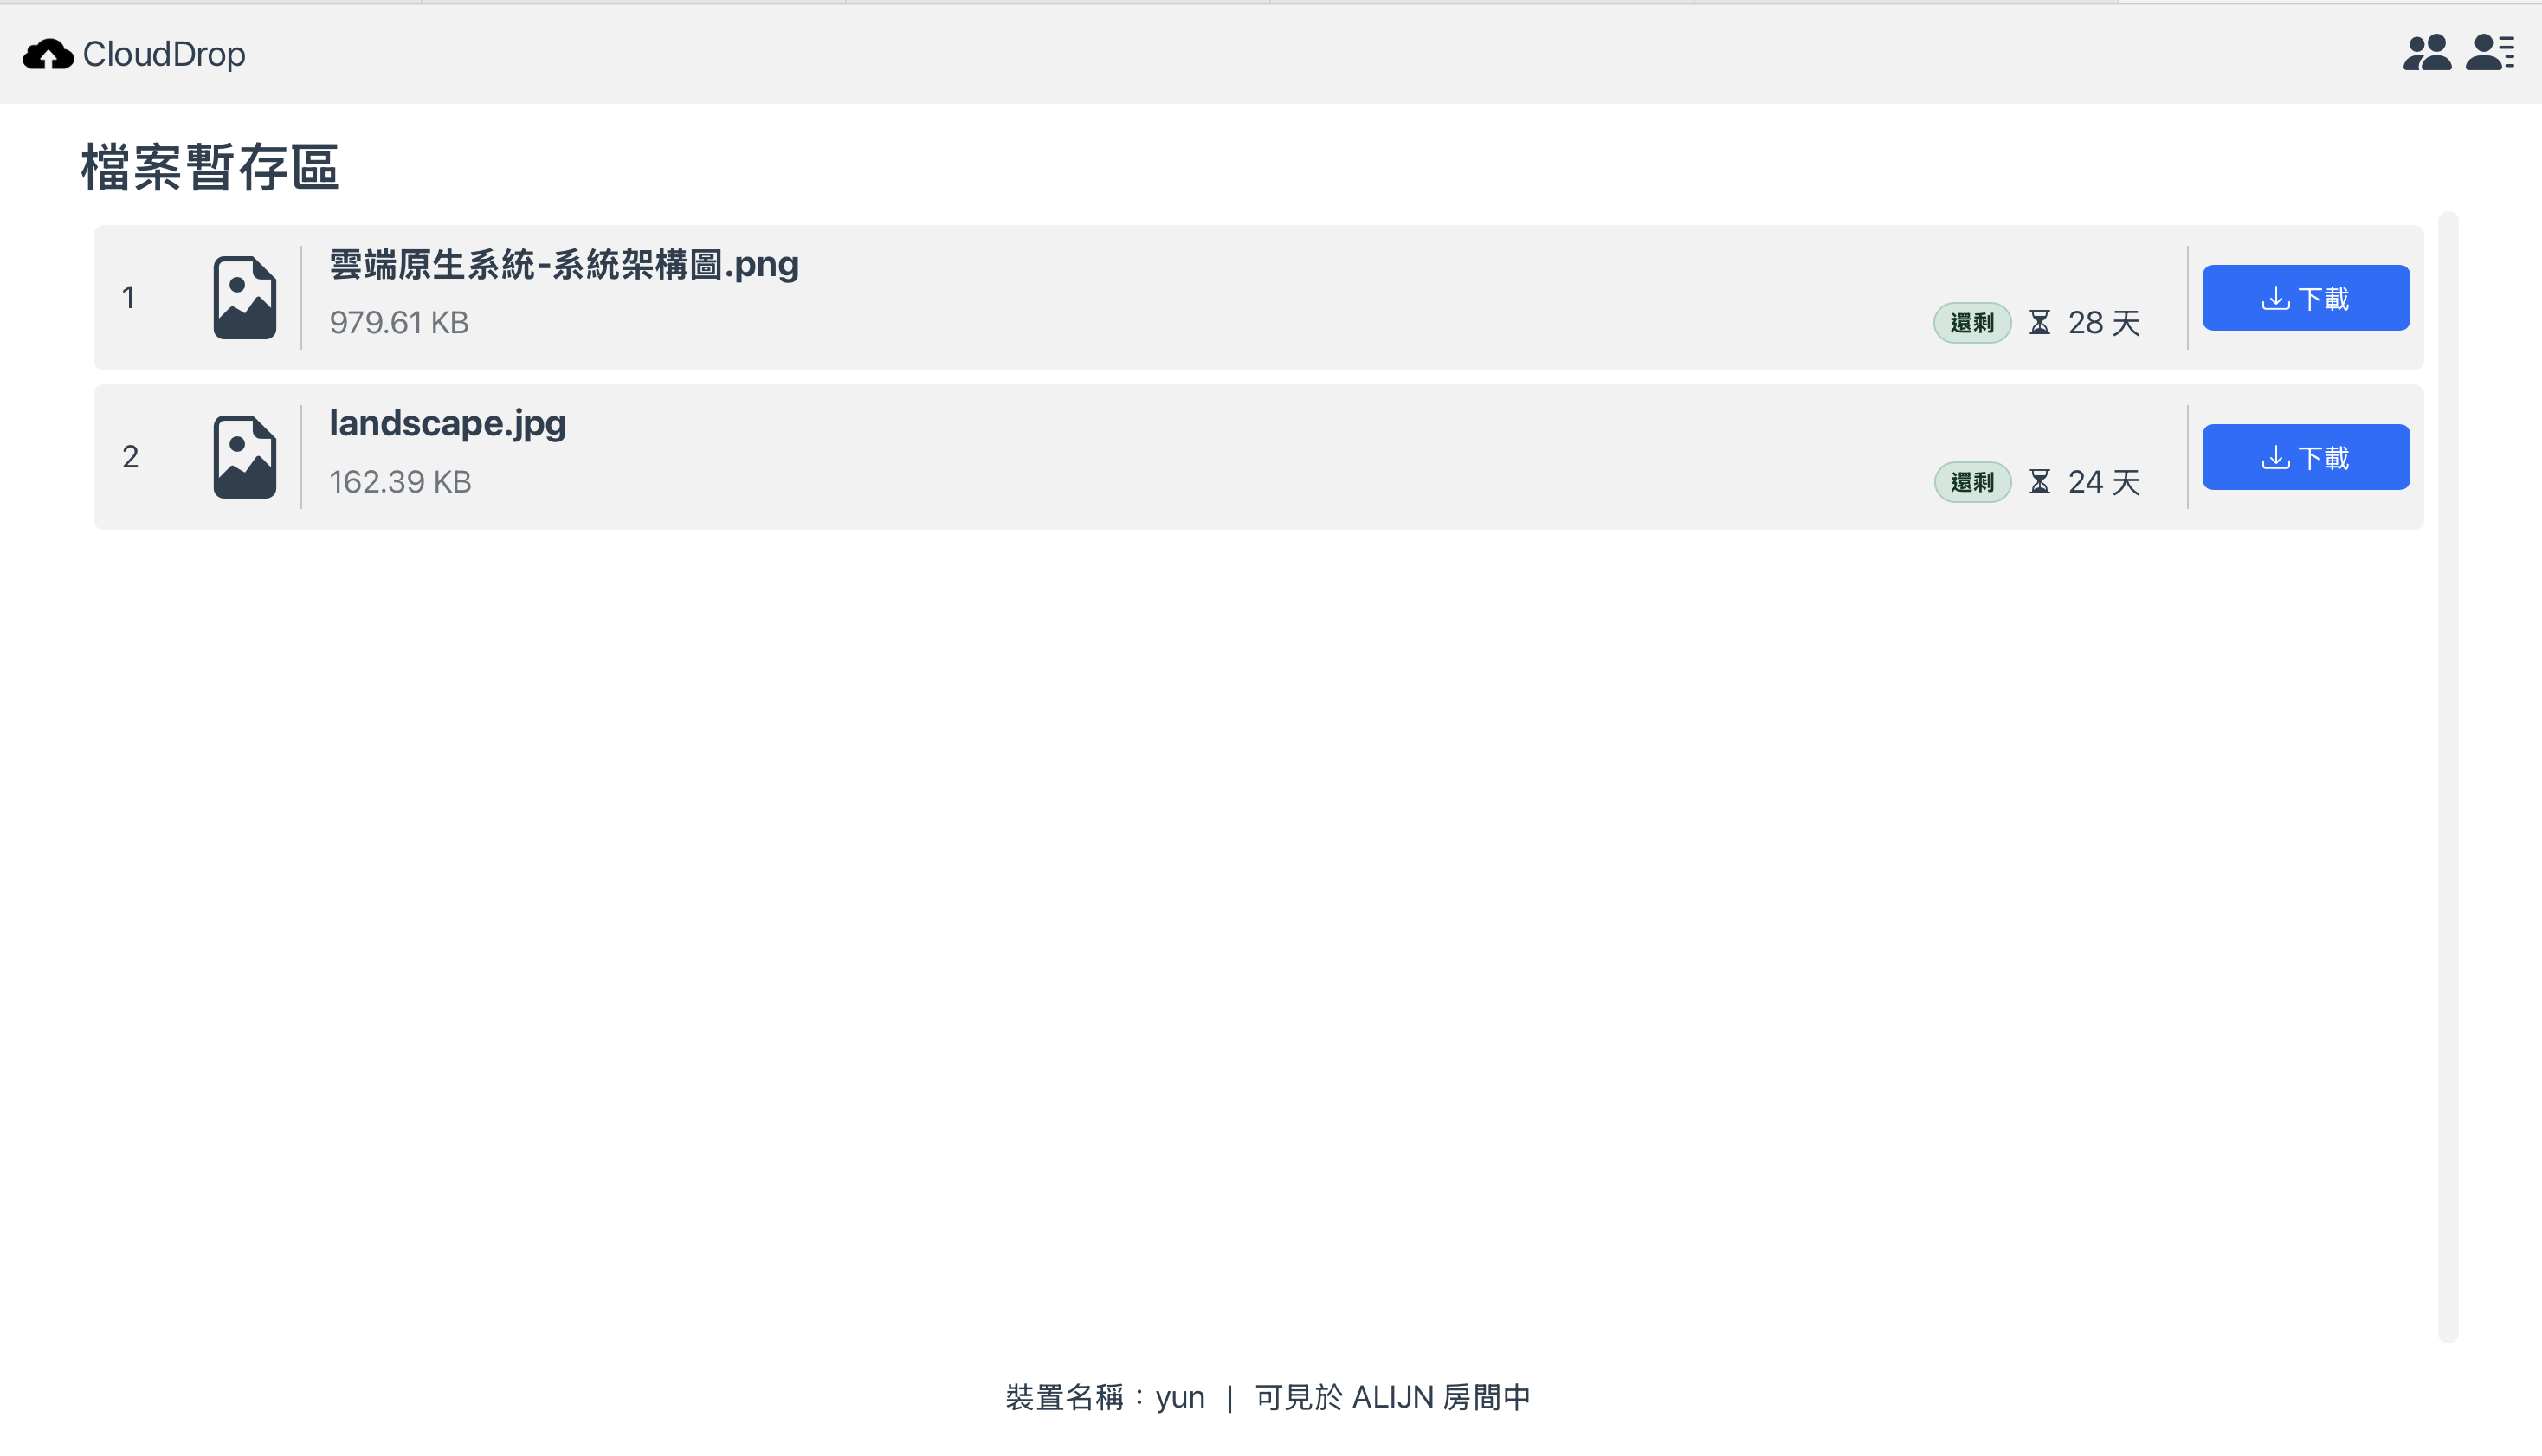 CloudDrop
檔案暫存區
1
雲端原生系統-系統架構圖.png
979.61 KB
還剩 28 天
下載
2
landscape.jpg
162.39 KB
還剩 24 天
下載
裝置名稱：yun | 可見於 ALIJN 房間中